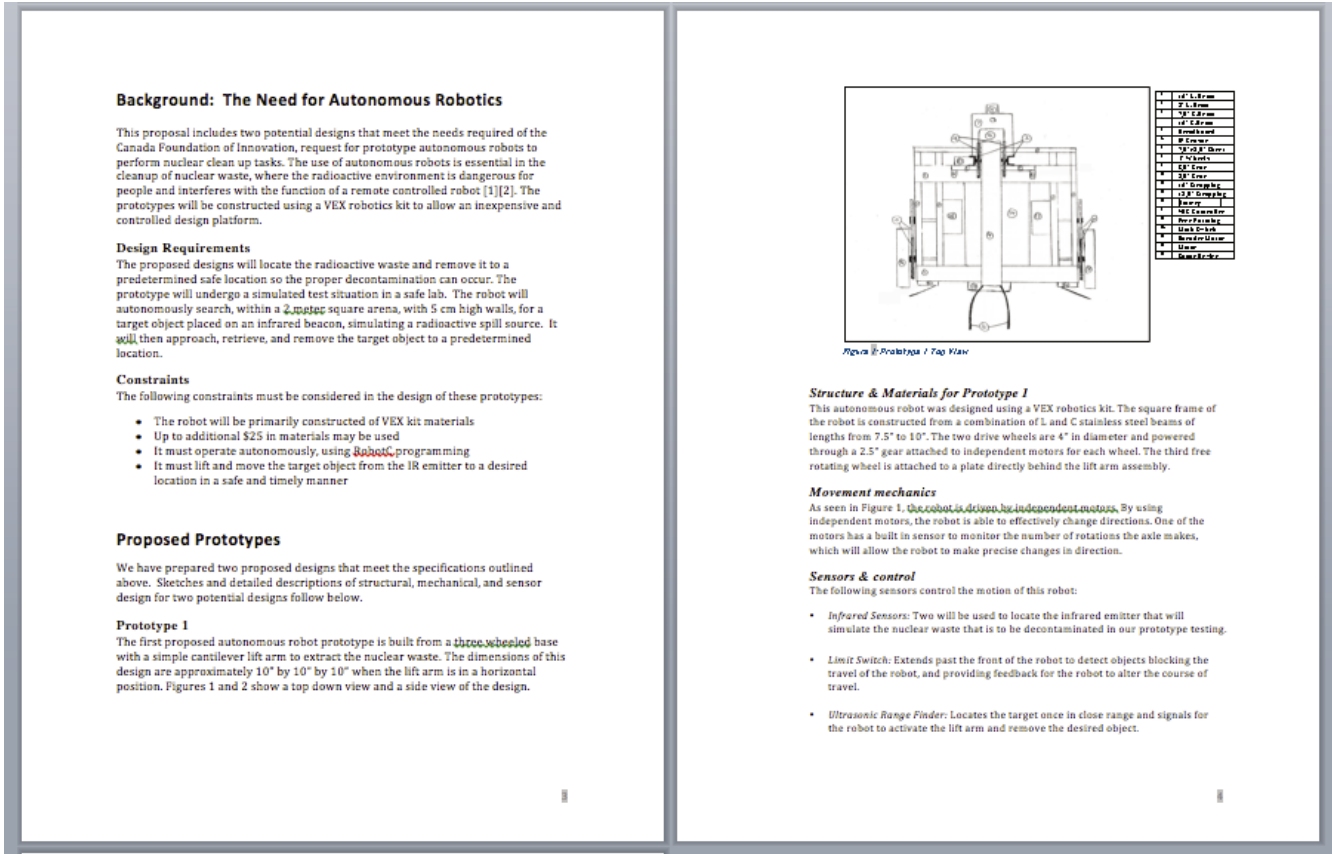 Background:  The Need for Autonomous Robotics
This proposal includes two potential designs that meet the needs required of the
Canada Foundation of Innovation, request for prototype autonomous robots to
perform nuclear clean up tasks. The use of autonomous robots is essential in the
cleanup of nuclear waste, where the radioactive environment is dangerous for
people and interferes with the function of a remote controlled robot [1][2]. The
prototypes will be constructed using a VEX robotics kit to allow an inexpensive and
controlled design platform.
Design Requirements
The proposed designs will locate the radioactive waste and remove it to a
predetermined safe location so the proper decontamination can occur. The
prototype will undergo a simulated test situation in a safe lab.  The robot will
autonomously search, within a 2 meter square arena, with 5 cm high walls, for a
target object placed on an infrared beacon, simulating a radioactive spill source.  It
will then approach, retrieve, and remove the target object to a predetermined
location.
Constraints
The following constraints must be considered in the design of these prototypes:
• The robot will be primarily constructed of VEX kit materials
• Up to additional $25 in materials may be used
• It must operate autonomously, using RobotC programming
• It must lift and move the target object from the IR emitter to a desired
location in a safe and timely manner
Proposed Prototypes
We have prepared two proposed designs that meet the specifications outlined
above.  Sketches and detailed descriptions of structural, mechanical, and sensor
design for two potential designs follow below.
Prototype 1
The first proposed autonomous robot prototype is built from a three wheeled base
with a simple cantilever lift arm to extract the nuclear waste. The dimensions of this
design are approximately 10" by 10" by 10" when the lift arm is in a horizontal
position. Figures 1 and 2 show a top down view and a side view of the design.
Figure 1: Prototype 1 Top View
Structure & Materials for Prototype 1
This autonomous robot was designed using a VEX robotics kit. The square frame of
the robot is constructed from a combination of L and C stainless steel beams of
lengths from 7.5" to 10". The two drive wheels are 4" in diameter and powered
through a 2.5" gear attached to independent motors for each wheel. The third free
rotating wheel is attached to a plate directly behind the lift arm assembly.
Movement mechanics
As seen in Figure 1, the robot is driven by independent motors. By using
independent motors, the robot is able to effectively change directions. One of the
motors has a built in sensor to monitor the number of rotations the axle makes,
which will allow the robot to make precise changes in direction.
Sensors & control
The following sensors control the motion of this robot:
• Infrared Sensors: Two will be used to locate the infrared emitter that will
simulate the nuclear waste that is to be decontaminated in our prototype testing.
• Limit Switch: Extends past the front of the robot to detect objects blocking the
travel of the robot, and providing feedback for the robot to alter the course of
travel.
• Ultrasonic Range Finder: Locates the target once in close range and signals for
the robot to activate the lift arm and remove the desired object.